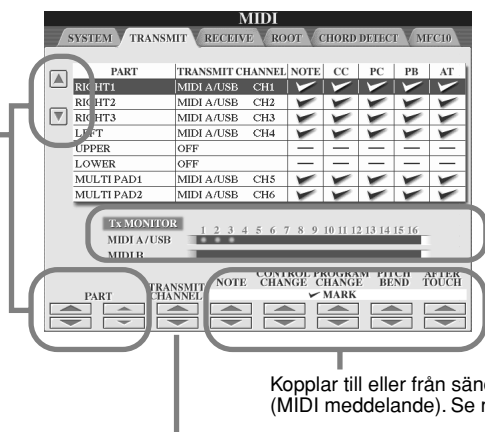 MIDI
SYSTEM TRANSMIT RECEIVE ROOT CHORD DETECT MFC10
PART TRANSMIT CHANNEL NOTE CC PC PB AT
RIGHT1 MIDI A/USB CH1
RIGHT2 MIDI A/USB CH2
RIGHT3 MIDI A/USB CH3
LEFT MIDI A/USB CH4
UPPER OFF — — — — —
LOWER OFF — — — — —
MULTI PAD1 MIDI A/USB CH5
MULTI PAD2 MIDI A/USB CH6
Tx MONITOR 1 2 3 4 5 6 7 8 9 10 11 12 13 14 15 16
MIDI A/USB
MIDI B
PART TRANSMIT CHANNEL NOTE CONTROL CHANGE PROGRAM CHANGE PITCH BEND AFTER TOUCH
MARK
Kopplar till eller från
(MIDI meddelande). Se